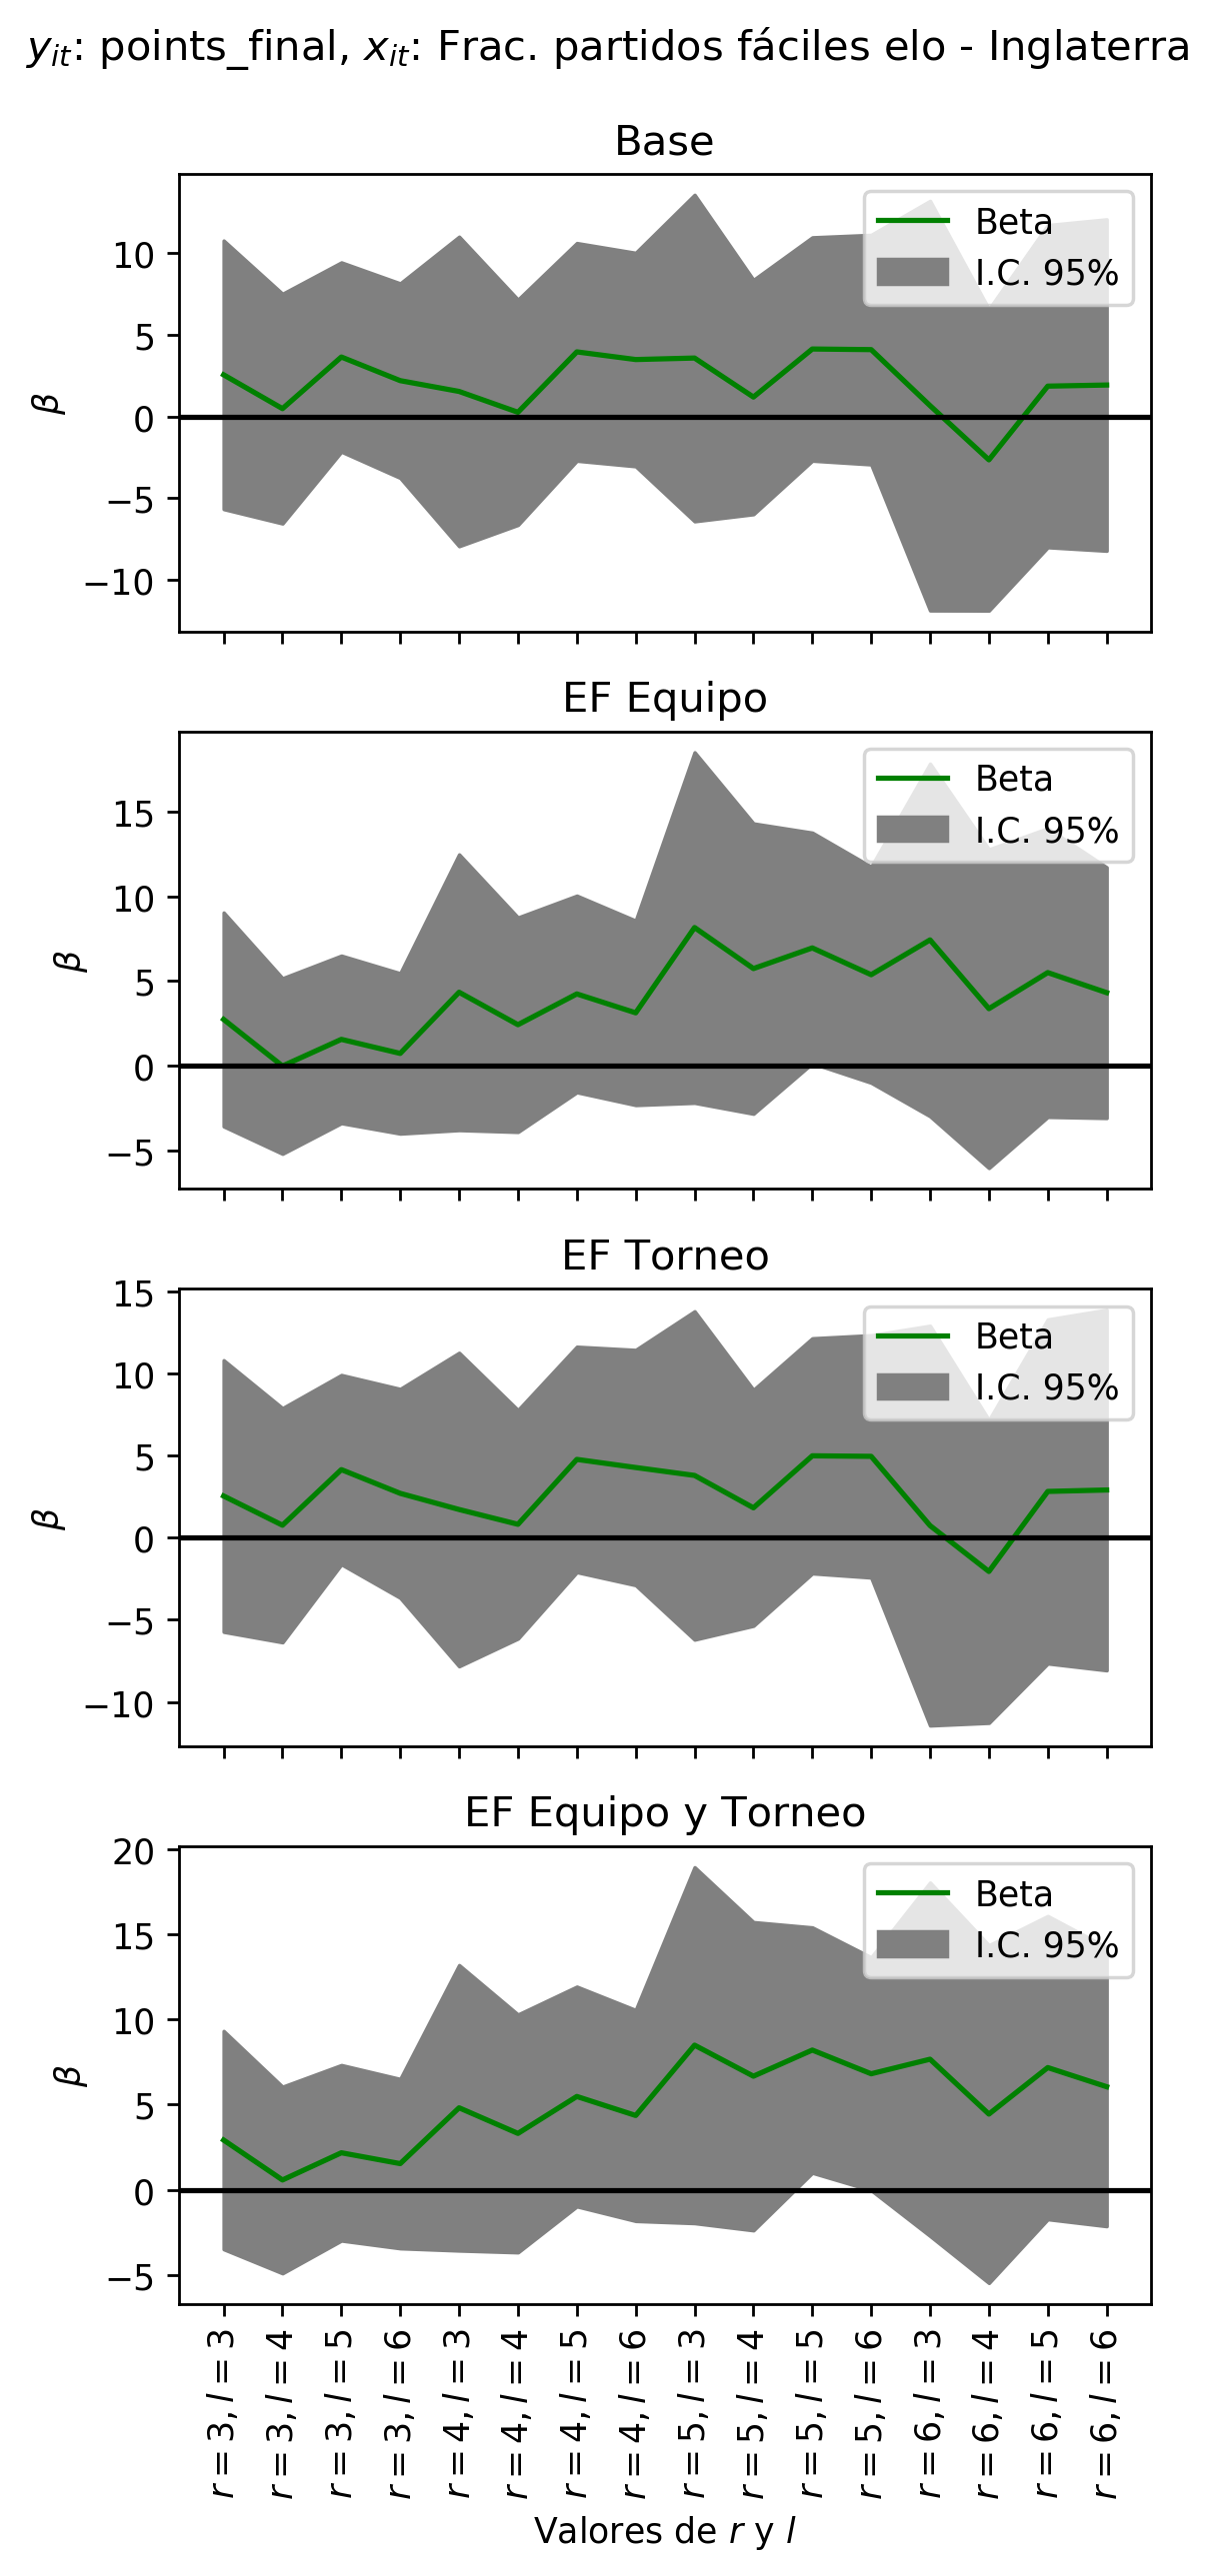 y_it: points_final, x_it: Frac. partidos fáciles elo - Inglaterra
Base
Beta
I.C. 95%
10
5
0
−5
−10
β
EF Equipo
Beta
I.C. 95%
15
10
5
0
−5
β
EF Torneo
Beta
I.C. 95%
15
10
5
0
−5
−10
β
EF Equipo y Torneo
Beta
I.C. 95%
20
15
10
5
0
−5
β
r = 3, l = 3
r = 3, l = 4
r = 3, l = 5
r = 3, l = 6
r = 4, l = 3
r = 4, l = 4
r = 4, l = 5
r = 4, l = 6
r = 5, l = 3
r = 5, l = 4
r = 5, l = 5
r = 5, l = 6
r = 6, l = 3
r = 6, l = 4
r = 6, l = 5
r = 6, l = 6
Valores de r y l